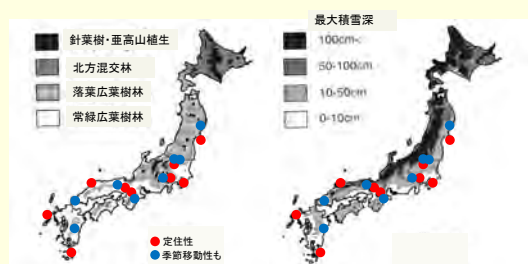 針葉樹・亜高山植生
北方混交林
落葉広葉樹林
常緑広葉樹林
定住性
季節移動性も
最大積雪深
100cm<
50-100cm
10-50cm
0-10cm